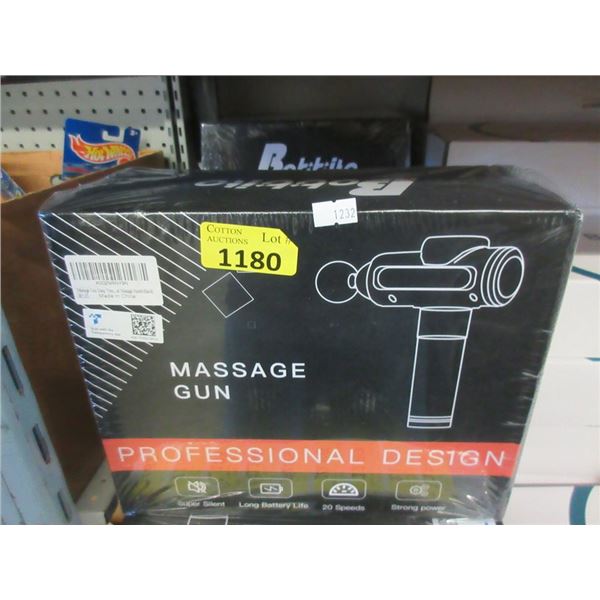 Hot Wheels
Bobbito
1232
COTTON
AUCTIONS
Lot #
1180
Made in China
MASSAGE
GUN
PROFESSIONAL DESIGN
Super Silent
Long Battery Life
20 Speeds
Strong power